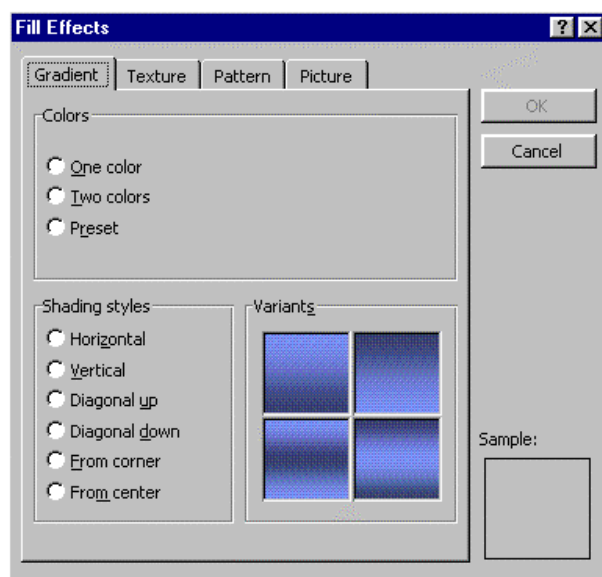 Fill Effects
Gradient Texture Pattern Picture
OK
Cancel
Colors
One color
Two colors
Preset
Shading styles
Horizontal
Vertical
Diagonal up
Diagonal down
From corner
From center
Variants
Sample: